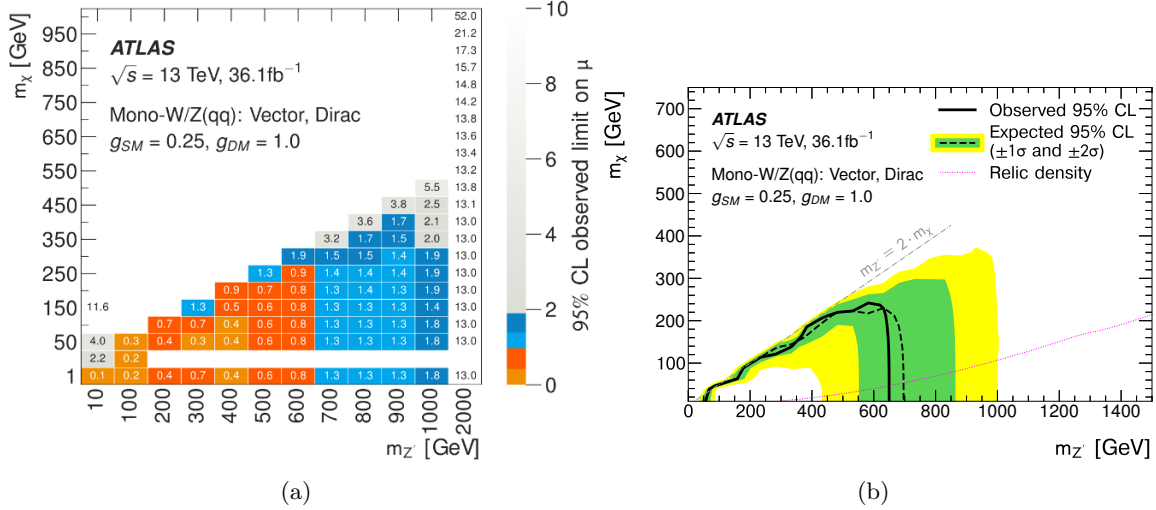 m_χ [GeV]
950
850
750
650
550
450
350
250
150
50
1
ATLAS
√s = 13 TeV, 36.1fb⁻¹
Mono-W/Z(qq): Vector, Dirac
g_SM = 0.25, g_DM = 1.0
52.0
21.2
17.3
15.7
14.8
14.2
13.8
13.6
13.4
13.2
5.5 13.8
3.8 2.5 13.1
3.6 1.7 2.1 13.0
3.2 1.7 1.5 2.0 13.0
1.9 1.5 1.5 1.4 1.9 13.0
1.3 0.9 1.3 1.4 1.3 1.9 13.0
0.9 0.7 0.8 1.3 1.4 1.3 1.9 13.0
11.6 1.3 0.5 0.6 0.8 1.3 1.3 1.3 1.4 13.0
0.7 0.7 0.4 0.6 0.8 1.3 1.3 1.3 1.8 13.0
4.0 0.3 0.4 0.3 0.4 0.6 0.8 1.3 1.3 1.3 1.8 13.0
2.2 0.2
0.1 0.2 0.4 0.7 0.4 0.6 0.8 1.3 1.3 1.3 1.8 13.0
10 100 200 300 400 500 600 700 800 900 1000 2000
m_Z′ [GeV]
10
8
6
4
2
0
95% CL observed limit on μ
(a)
m_χ [GeV]
700
600
500
400
300
200
100
ATLAS
√s = 13 TeV, 36.1fb⁻¹
Mono-W/Z(qq): Vector, Dirac
g_SM = 0.25, g_DM = 1.0
Observed 95% CL
Expected 95% CL
(±1σ and ±2σ)
Relic density
m_Z′ = 2·m_χ
0 200 400 600 800 1000 1200 1400
m_Z′ [GeV]
(b)